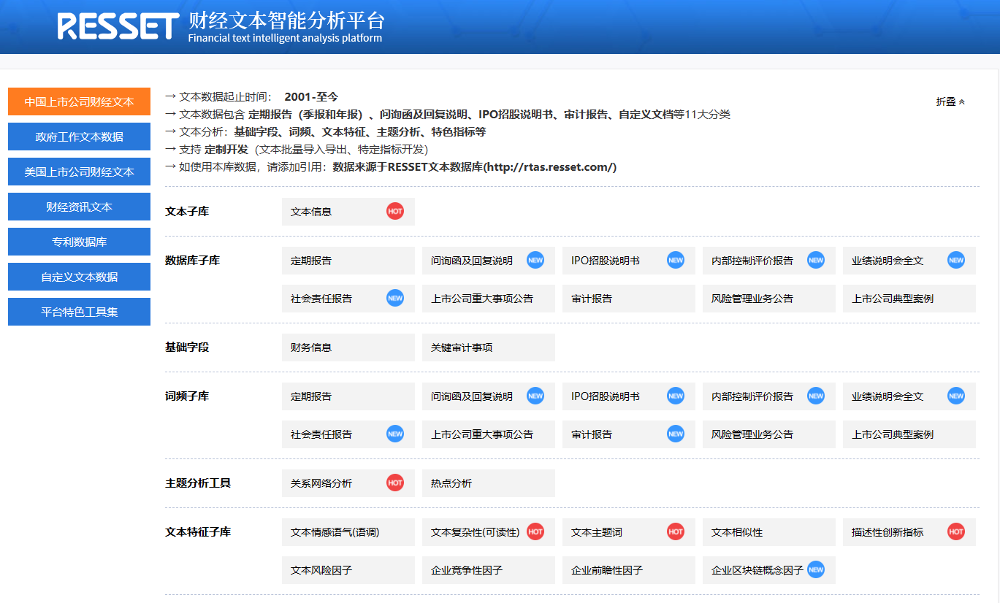 RESSET 财经文本智能分析平台
Financial text intelligent analysis platform
中国上市公司财经文本
政府工作文本数据
美国上市公司财经文本
财经资讯文本
专利数据库
自定义文本数据
平台特色工具集
→ 文本数据起止时间： 2001-至今
折叠
→ 文本数据包含 定期报告（季报和年报）、问询函及回复说明、IPO招股说明书、审计报告、自定义文档等11大分类
→ 文本分析：基础字段、词频、文本特征、主题分析、特色指标等
→ 支持 定制开发（文本批量导入导出、特定指标开发）
→ 如使用本库数据，请添加引用：数据来源于RESSET文本数据库(http://rtas.resset.com/)
文本子库 文本信息 HOT
数据库子库 定期报告 问询函及回复说明 NEW IPO招股说明书 NEW 内部控制评价报告 NEW 业绩说明会全文 NEW
社会责任报告 NEW 上市公司重大事项公告 审计报告 风险管理业务公告 上市公司典型案例
基础字段 财务信息 关键审计事项
词频子库 定期报告 问询函及回复说明 NEW IPO招股说明书 NEW 内部控制评价报告 NEW 业绩说明会全文 NEW
社会责任报告 NEW 上市公司重大事项公告 审计报告 NEW 风险管理业务公告 上市公司典型案例
主题分析工具 关系网络分析 HOT 热点分析
文本特征子库 文本情感语气(语调) 文本复杂性(可读性) HOT 文本主题词 HOT 文本相似性 描述性创新指标 HOT
文本风险因子 企业竞争性因子 企业前瞻性因子 企业区块链概念因子 NEW